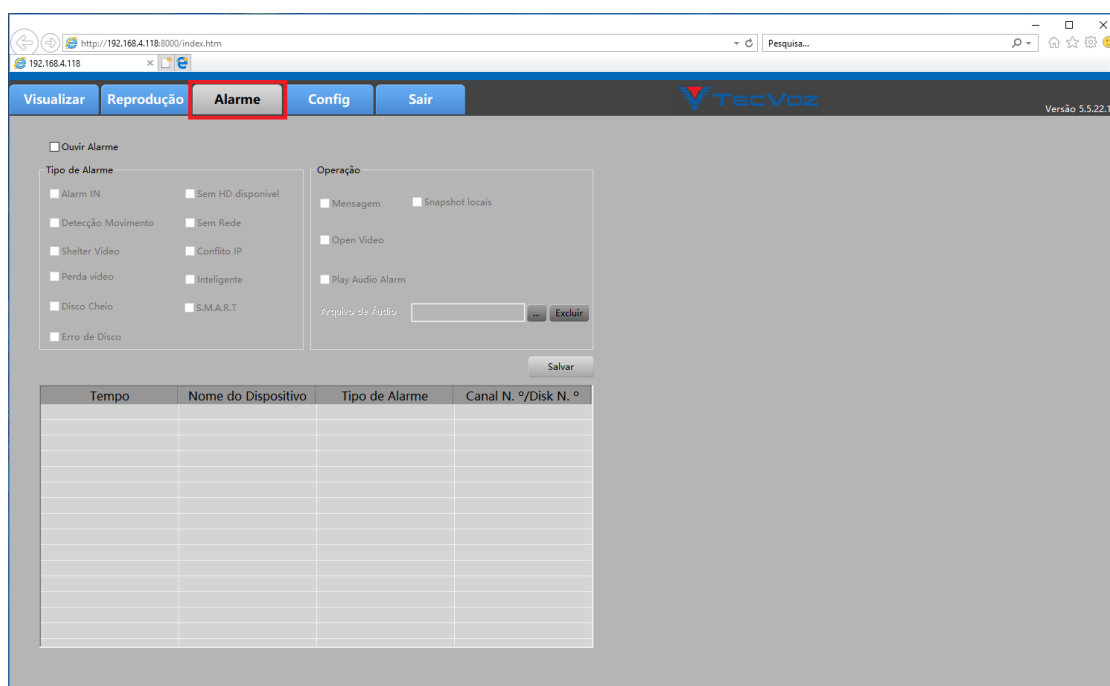 http://192.168.4.118:8000/index.htm
Pesquisa...
192.168.4.118
Visualizar Reprodução Alarme Config Sair
TECVOZ
Versão 5.5.22.1
Ouvir Alarme
Tipo de Alarme Operação
Alarm IN Sem HD disponivel
Mensagem Snapshot locais
Detecção Movimento Sem Rede
Open Video
Shelter Video Conflito IP
Perda vídeo Inteligente
Play Audio Alarm
Disco Cheio S.M.A.R.T
Arquivo de Áudio ... Excluir
Erro de Disco
Salvar
Tempo Nome do Dispositivo Tipo de Alarme Canal N. º/Disk N. º